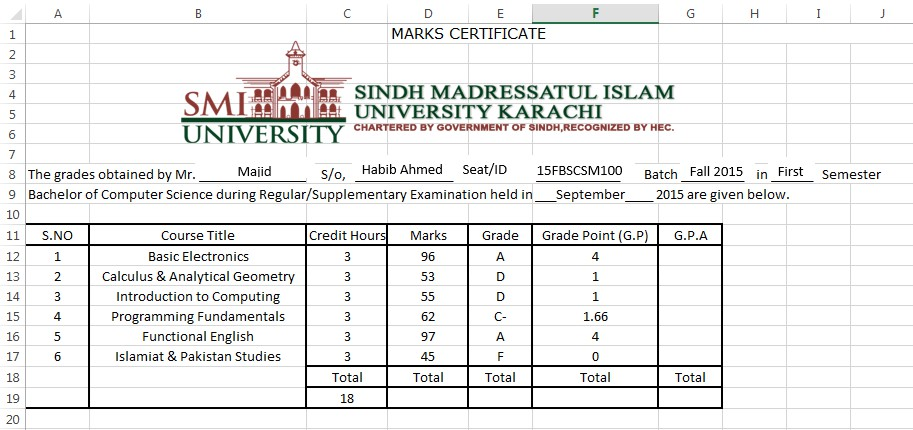 A B C D E F G H I J
1 MARKS CERTIFICATE
2
3
4 SINDH MADRESSATUL ISLAM
5 SMI UNIVERSITY KARACHI
6 UNIVERSITY CHARTERED BY GOVERNMENT OF SINDH,RECOGNIZED BY HEC.
7
8 The grades obtained by Mr. Majid S/o, Habib Ahmed Seat/ID 15FBSCSM100 Batch Fall 2015 in First Semester
9 Bachelor of Computer Science during Regular/Supplementary Examination held in___September____ 2015 are given below.
10
11 S.NO Course Title Credit Hours Marks Grade Grade Point (G.P) G.P.A
12 1 Basic Electronics 3 96 A 4
13 2 Calculus & Analytical Geometry 3 53 D 1
14 3 Introduction to Computing 3 55 D 1
15 4 Programming Fundamentals 3 62 C- 1.66
16 5 Functional English 3 97 A 4
17 6 Islamiat & Pakistan Studies 3 45 F 0
18 Total Total Total Total Total
19 18
20